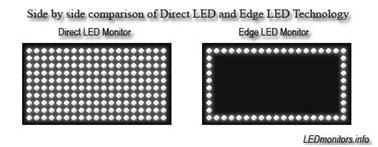 Side by side comparison of Direct LED and Edge LED Technology
Direct LED Monitor
Edge LED Monitor
LEDmonitors.info